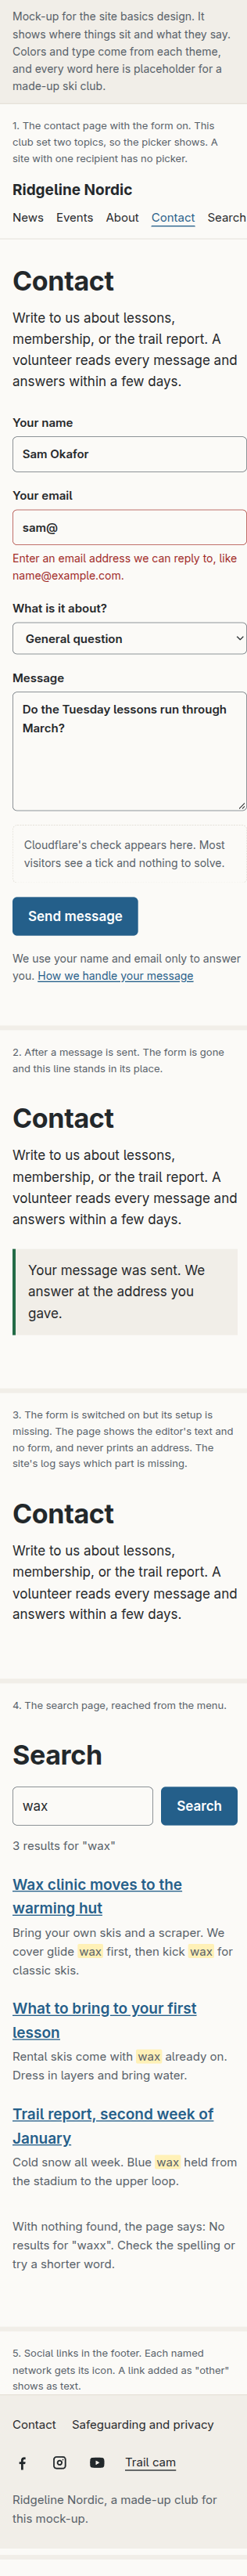 Mock-up for the site basics design. It
shows where things sit and what they say.
Colors and type come from each theme,
and every word here is placeholder for a
made-up ski club.
1. The contact page with the form on. This
club set two topics, so the picker shows. A
site with one recipient has no picker.
Ridgeline Nordic
News Events About Contact Search
Contact
Write to us about lessons,
membership, or the trail report. A
volunteer reads every message and
answers within a few days.
Your name
Sam Okafor
Your email
sam@
Enter an email address we can reply to, like
name@example.com.
What is it about?
General question
Message
Do the Tuesday lessons run through
March?
Cloudflare's check appears here. Most
visitors see a tick and nothing to solve.
Send message
We use your name and email only to answer
you. How we handle your message
2. After a message is sent. The form is gone
and this line stands in its place.
Contact
Write to us about lessons,
membership, or the trail report. A
volunteer reads every message and
answers within a few days.
Your message was sent. We
answer at the address you
gave.
3. The form is switched on but its setup is
missing. The page shows the editor's text and
no form, and never prints an address. The
site's log says which part is missing.
Contact
Write to us about lessons,
membership, or the trail report. A
volunteer reads every message and
answers within a few days.
4. The search page, reached from the menu.
Search
wax Search
3 results for "wax"
Wax clinic moves to the
warming hut
Bring your own skis and a scraper. We
cover glide wax first, then kick wax for
classic skis.
What to bring to your first
lesson
Rental skis come with wax already on.
Dress in layers and bring water.
Trail report, second week of
January
Cold snow all week. Blue wax held from
the stadium to the upper loop.
With nothing found, the page says: No
results for "waxx". Check the spelling or
try a shorter word.
5. Social links in the footer. Each named
network gets its icon. A link added as "other"
shows as text.
Contact Safeguarding and privacy
Trail cam
Ridgeline Nordic, a made-up club for
this mock-up.